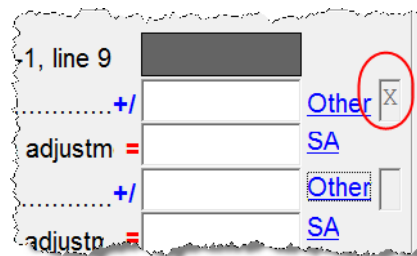 -1, line 9
............+/ Other X
adjustm = SA
............+/ Other
adjustm = SA